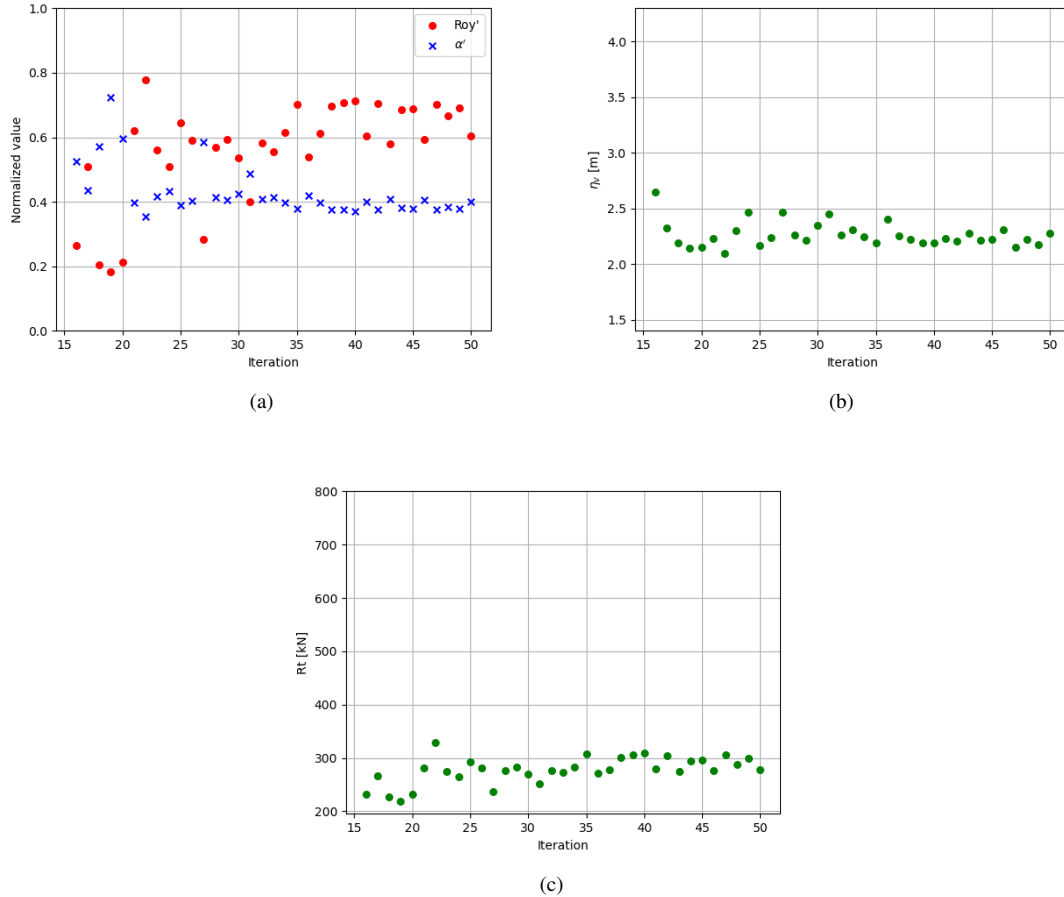 1.0
0.8
0.6
0.4
0.2
0.0
Normalized value
Roy'
α'
15 20 25 30 35 40 45 50
Iteration
(a)
4.0
3.5
3.0
2.5
2.0
1.5
ηᵥ [m]
15 20 25 30 35 40 45 50
Iteration
(b)
800
700
600
500
400
300
200
Rt [kN]
15 20 25 30 35 40 45 50
Iteration
(c)